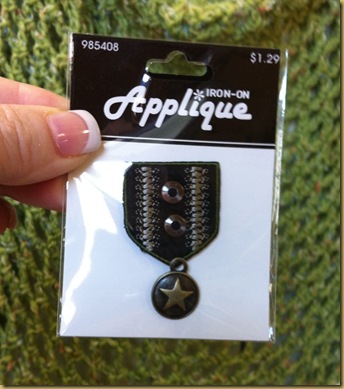 985408
$1.29
IRON-ON
Applique